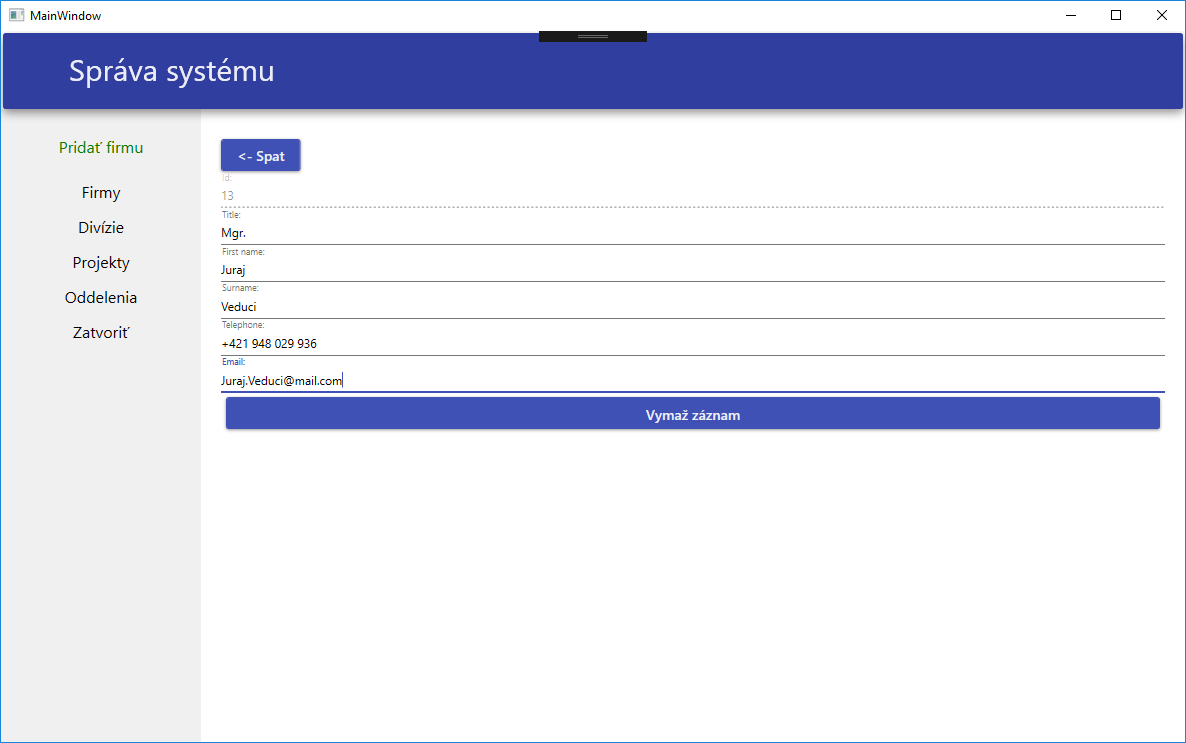 MainWindow
Správa systému
Pridať firmu
Firmy
Divízie
Projekty
Oddelenia
Zatvoriť
<- Spat
Id:
13
Title:
Mgr.
First name:
Juraj
Surname:
Veduci
Telephone:
+421 948 029 936
Email:
Juraj.Veduci@mail.com
Vymaž záznam